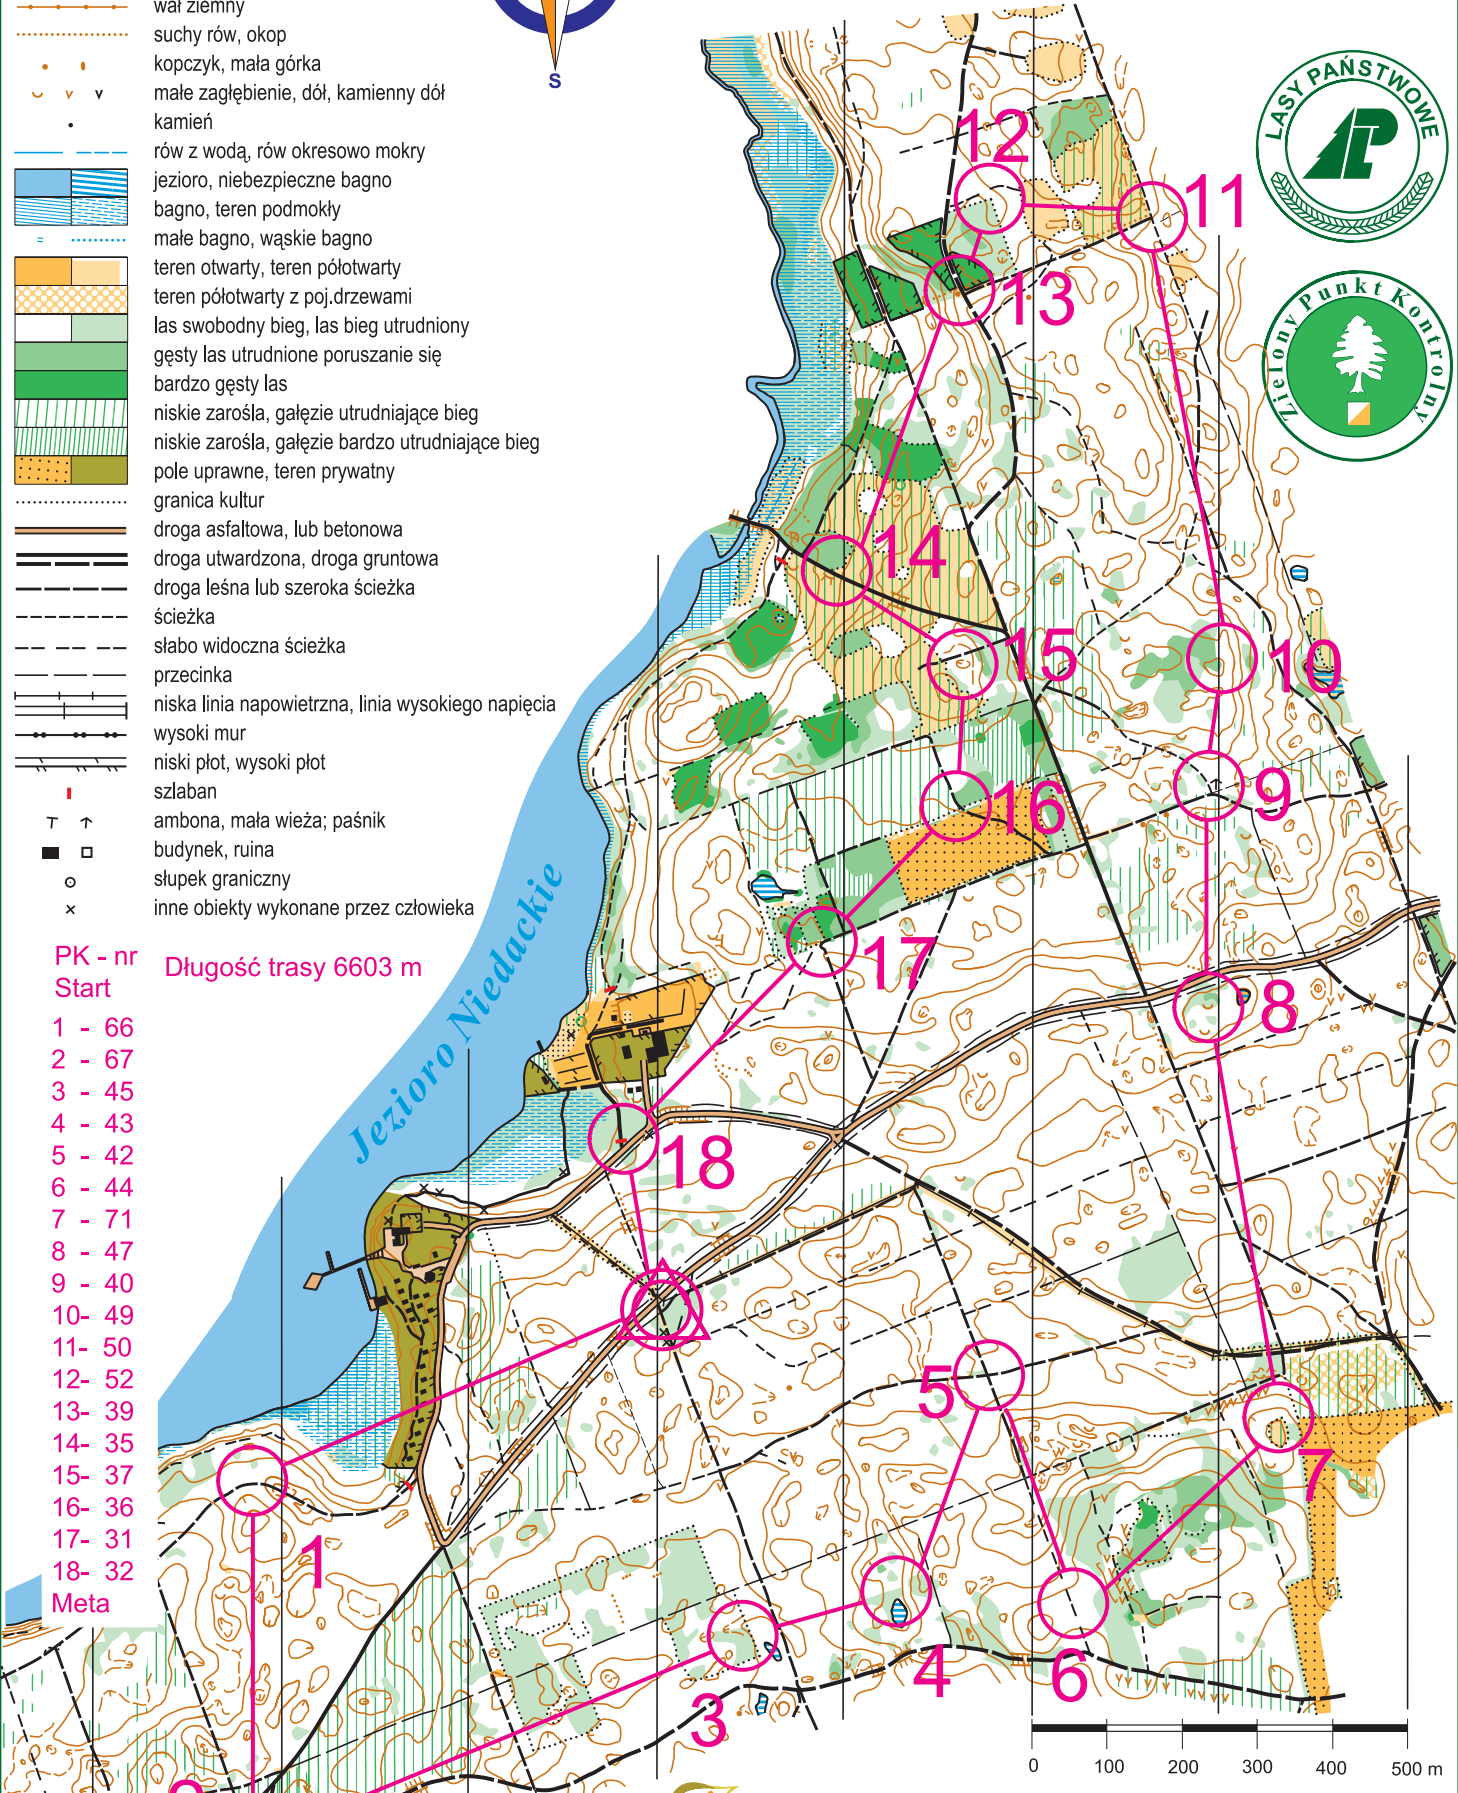 wał ziemny
suchy rów, okop
kopczyk, mała górka
małe zagłębienie, dół, kamienny dół
kamień
rów z wodą, rów okresowo mokry
jezioro, niebezpieczne bagno
bagno, teren podmokły
małe bagno, wąskie bagno
teren otwarty, teren półotwarty
teren półotwarty z poj.drzewami
las swobodny bieg, las bieg utrudniony
gęsty las utrudnione poruszanie się
bardzo gęsty las
niskie zarośla, gałęzie utrudniające bieg
niskie zarośla, gałęzie bardzo utrudniające bieg
pole uprawne, teren prywatny
granica kultur
droga asfaltowa, lub betonowa
droga utwardzona, droga gruntowa
droga leśna lub szeroka ścieżka
ścieżka
słabo widoczna ścieżka
przecinka
niska linia napowietrzna, linia wysokiego napięcia
wysoki mur
niski płot, wysoki płot
szlaban
ambona, mała wieża; paśnik
budynek, ruina
słupek graniczny
inne obiekty wykonane przez człowieka
PK - nr
Długość trasy 6603 m
Start
1 - 66
2 - 67
3 - 45
4 - 43
5 - 42
6 - 44
7 - 71
8 - 47
9 - 40
10- 49
11- 50
12- 52
13- 39
14- 35
15- 37
16- 36
17- 31
18- 32
Meta
S
LASY PAŃSTWOWE
LP
Zielony Punkt Kontrolny
Jezioro Niedackie
12
11
13
14
15
10
16
9
17
8
18
5
7
1
4
6
3
2
0 100 200 300 400 500 m